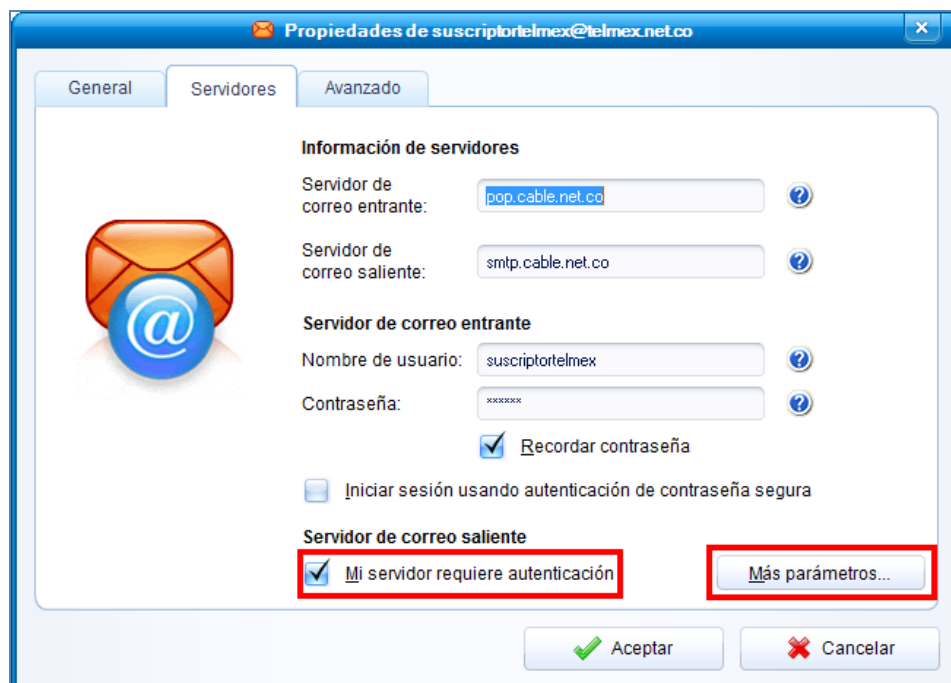 Propiedades de suscriptortelmex@telmex.net.co
General
Servidores
Avanzado
Información de servidores
Servidor de
correo entrante:
pop.cable.net.co
Servidor de
correo saliente:
smtp.cable.net.co
Servidor de correo entrante
Nombre de usuario:
suscriptortelmex
Contraseña:
******
Recordar contraseña
Iniciar sesión usando autenticación de contraseña segura
Servidor de correo saliente
Mi servidor requiere autenticación
Más parámetros...
Aceptar
Cancelar